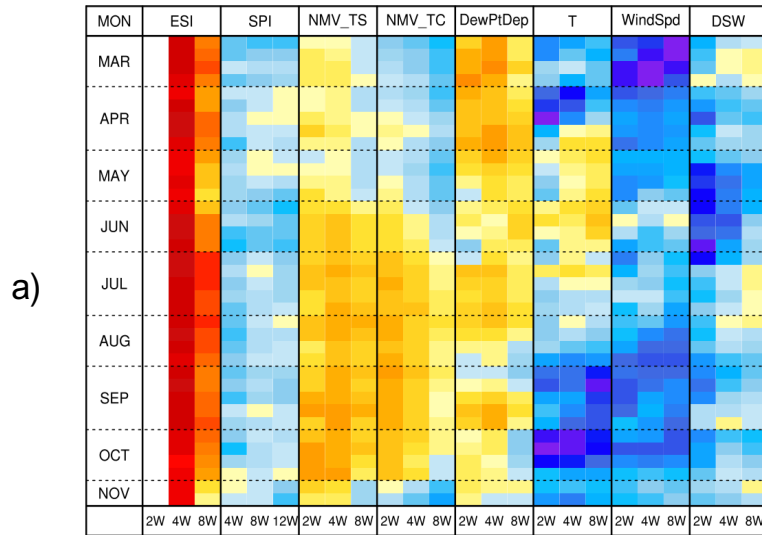 MON ESI SPI NMV_TS NMV_TC DewPtDep T WindSpd DSW
MAR
APR
MAY
JUN
a)
JUL
AUG
SEP
OCT
NOV
2W 4W 8W 4W 8W 12W 2W 4W 8W 2W 4W 8W 2W 4W 8W 2W 4W 8W 2W 4W 8W 2W 4W 8W